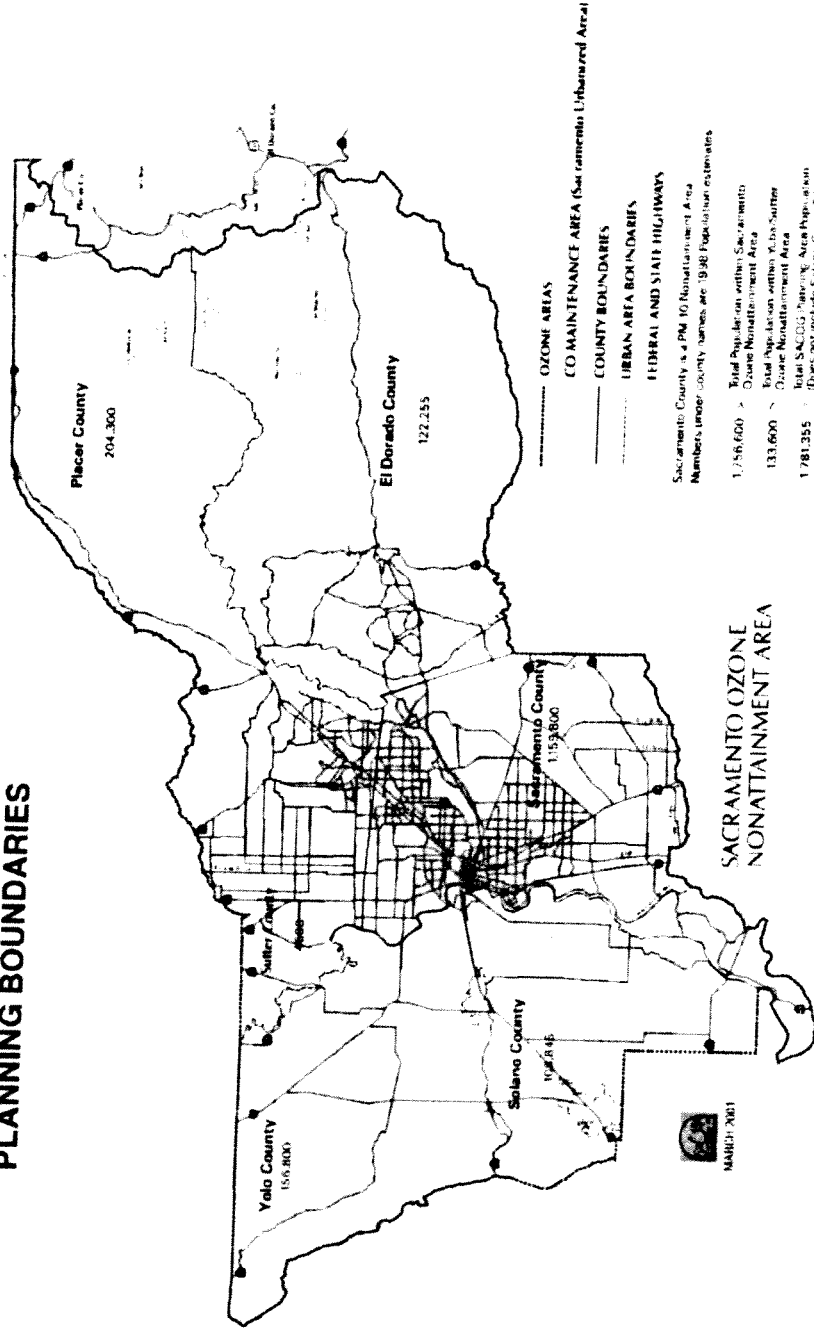 PLANNING BOUNDARIES
Placer County
204,300
El Dorado County
122,255
Sutter County
Yolo County
156,800
Sacramento County
Solano County
OZONE AREAS
CO MAINTENANCE AREA (Sacramento Urbanized Area)
COUNTY BOUNDARIES
URBAN AREA BOUNDARIES
FEDERAL AND STATE HIGHWAYS
Sacramento County is a PM 10 Nonattainment Area
Numbers under county names are 1998 Population estimates
1,756,600 > Total Population within Sacramento
Ozone Nonattainment Area
133,600 Total Population within Yuba/Sutter
Ozone Nonattainment Area
1,781,355 Total SACOG Planning Area Population
SACRAMENTO OZONE
NONATTAINMENT AREA
MARCH 2001